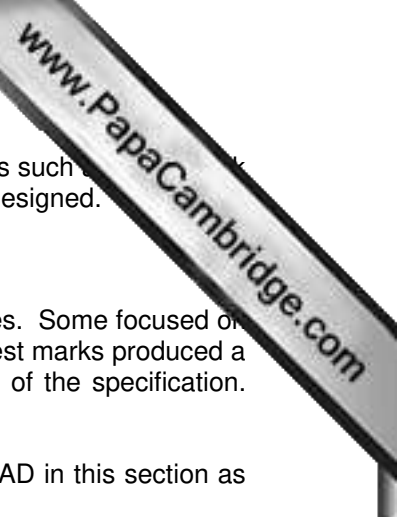 www.PapaCambridge.com
s such
esigned.
es. Some focused on
est marks produced a
of the specification.
AD in this section as